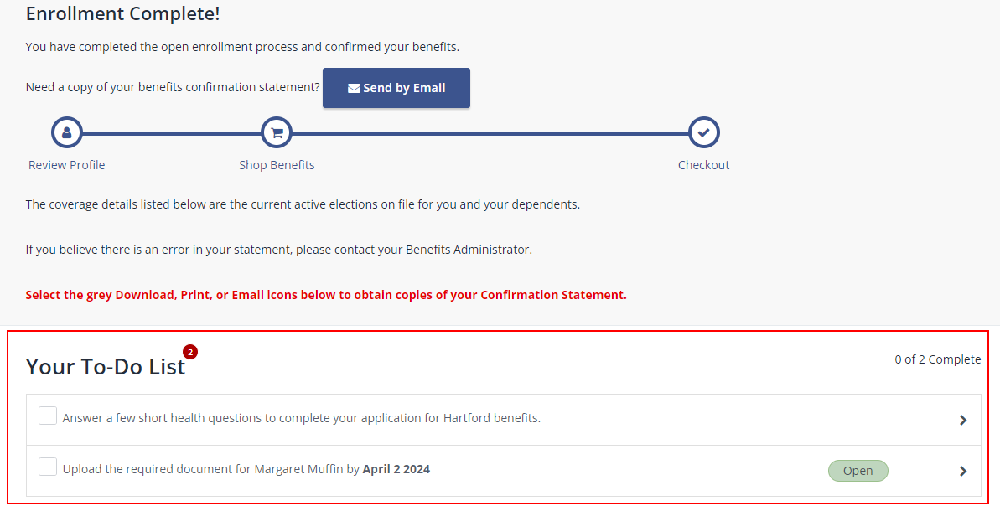 Enrollment Complete!
You have completed the open enrollment process and confirmed your benefits.
Need a copy of your benefits confirmation statement? Send by Email
Review Profile Shop Benefits Checkout
The coverage details listed below are the current active elections on file for you and your dependents.
If you believe there is an error in your statement, please contact your Benefits Administrator.
Select the grey Download, Print, or Email icons below to obtain copies of your Confirmation Statement.
Your To-Do List 2
0 of 2 Complete
Answer a few short health questions to complete your application for Hartford benefits.
Upload the required document for Margaret Muffin by April 2 2024 Open